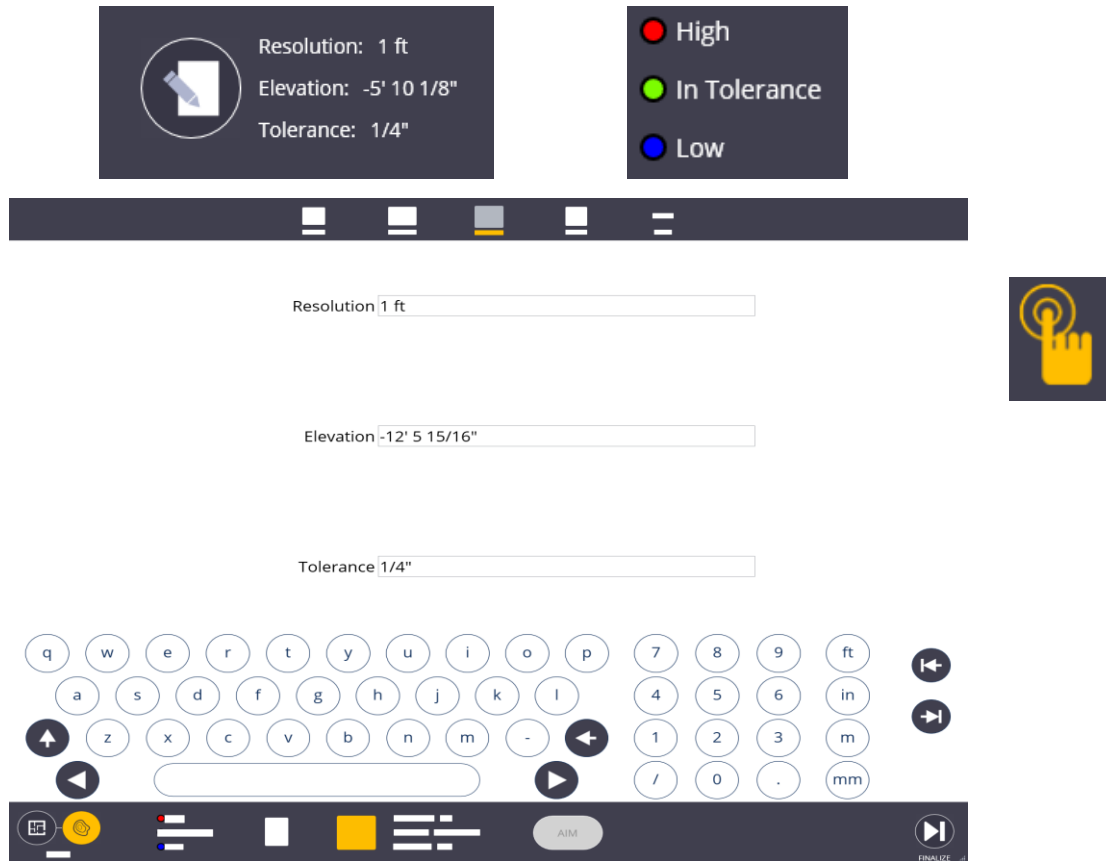 Resolution: 1 ft
Elevation: -5' 10 1/8"
Tolerance: 1/4"
High
In Tolerance
Low
Resolution 1 ft
Elevation -12' 5 15/16"
Tolerance 1/4"
q w e r t y u i o p 7 8 9 ft
a s d f g h j k l 4 5 6 in
z x c v b n m - 1 2 3 m
/ 0 . mm
AIM
FINALIZE